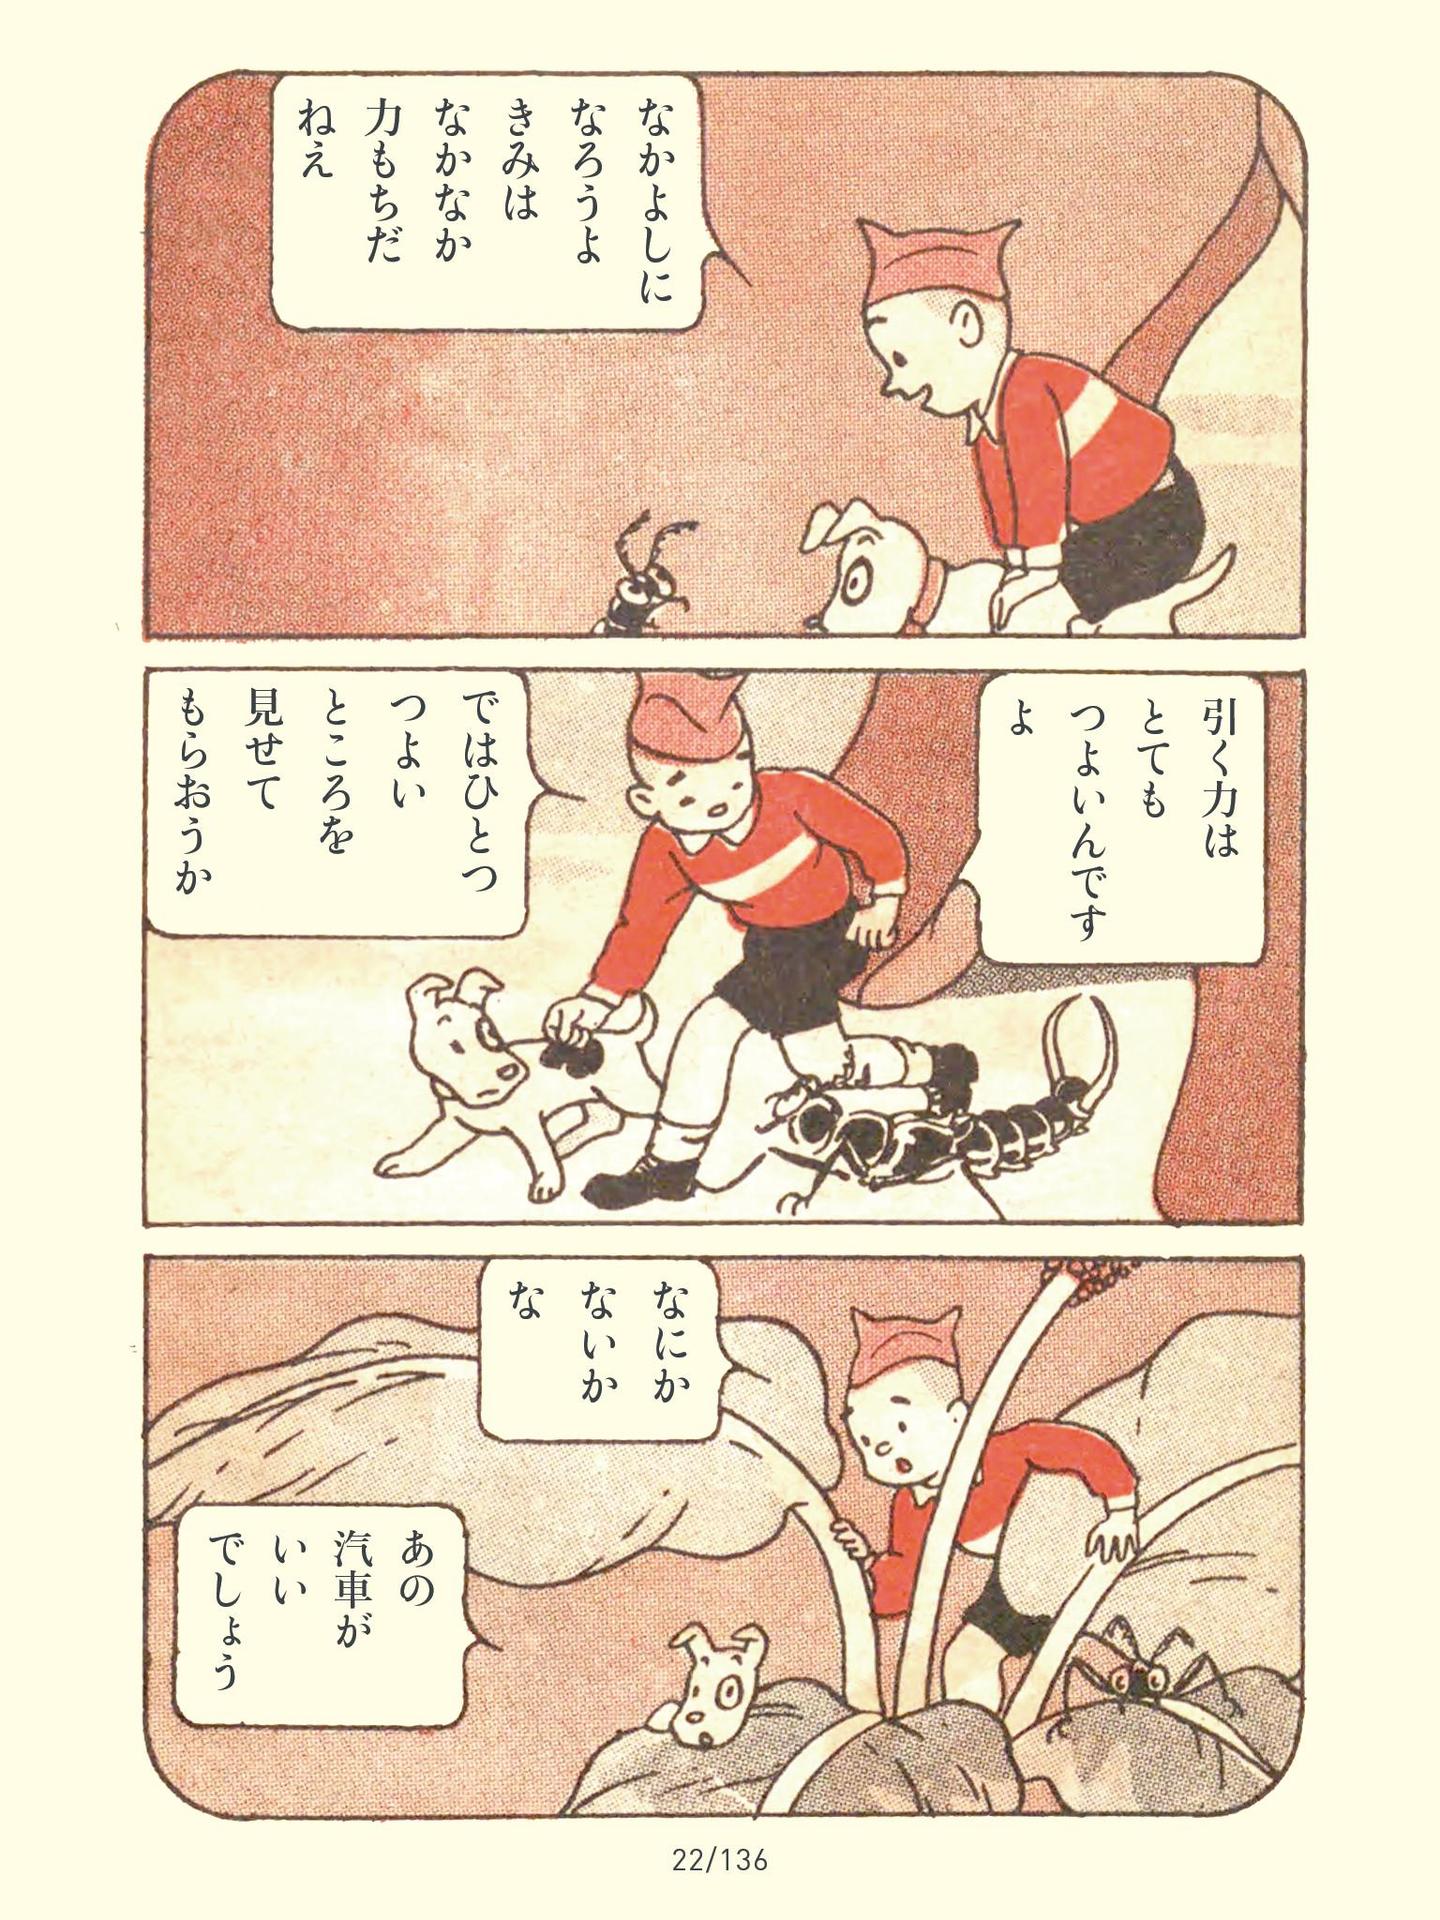 なかよしに
なろうよ
きみは
なかなか
力もちだ
ねえ
引く力は
とても
つよいんです
よ
ではひとつ
つよい
ところを
見せて
もらおうか
なにか
ないか
な
あの
汽車が
いい
でしょう
22/136